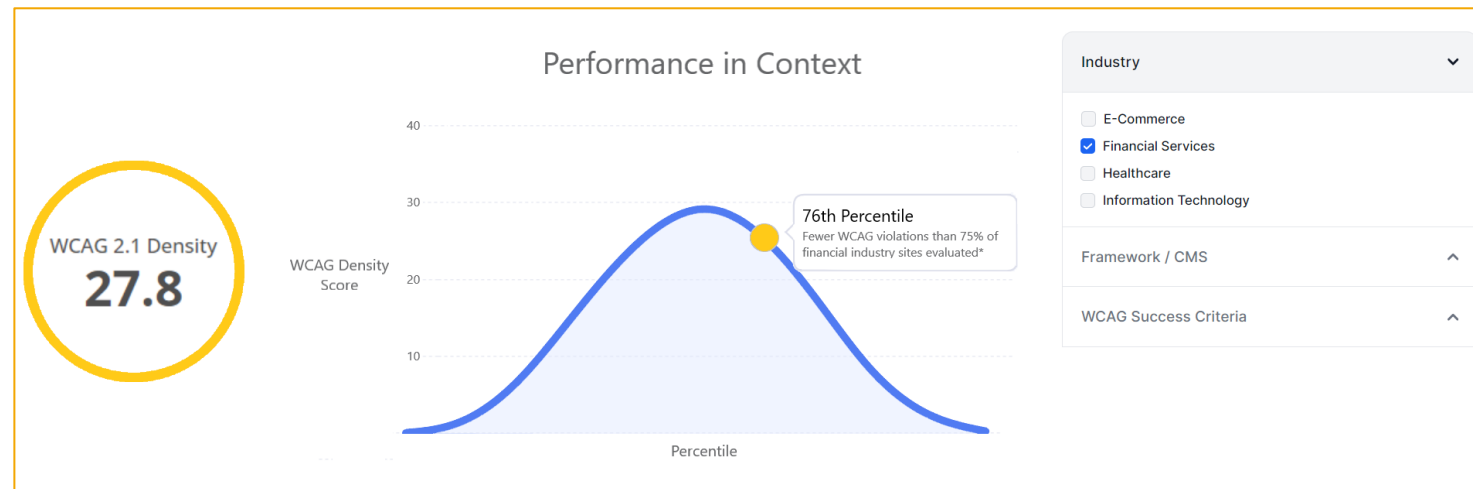 Performance in Context
WCAG 2.1 Density
27.8
WCAG Density
Score
40
30
20
10
76th Percentile
Fewer WCAG violations than 75% of
financial industry sites evaluated*
Percentile
Industry
E-Commerce
Financial Services
Healthcare
Information Technology
Framework / CMS
WCAG Success Criteria